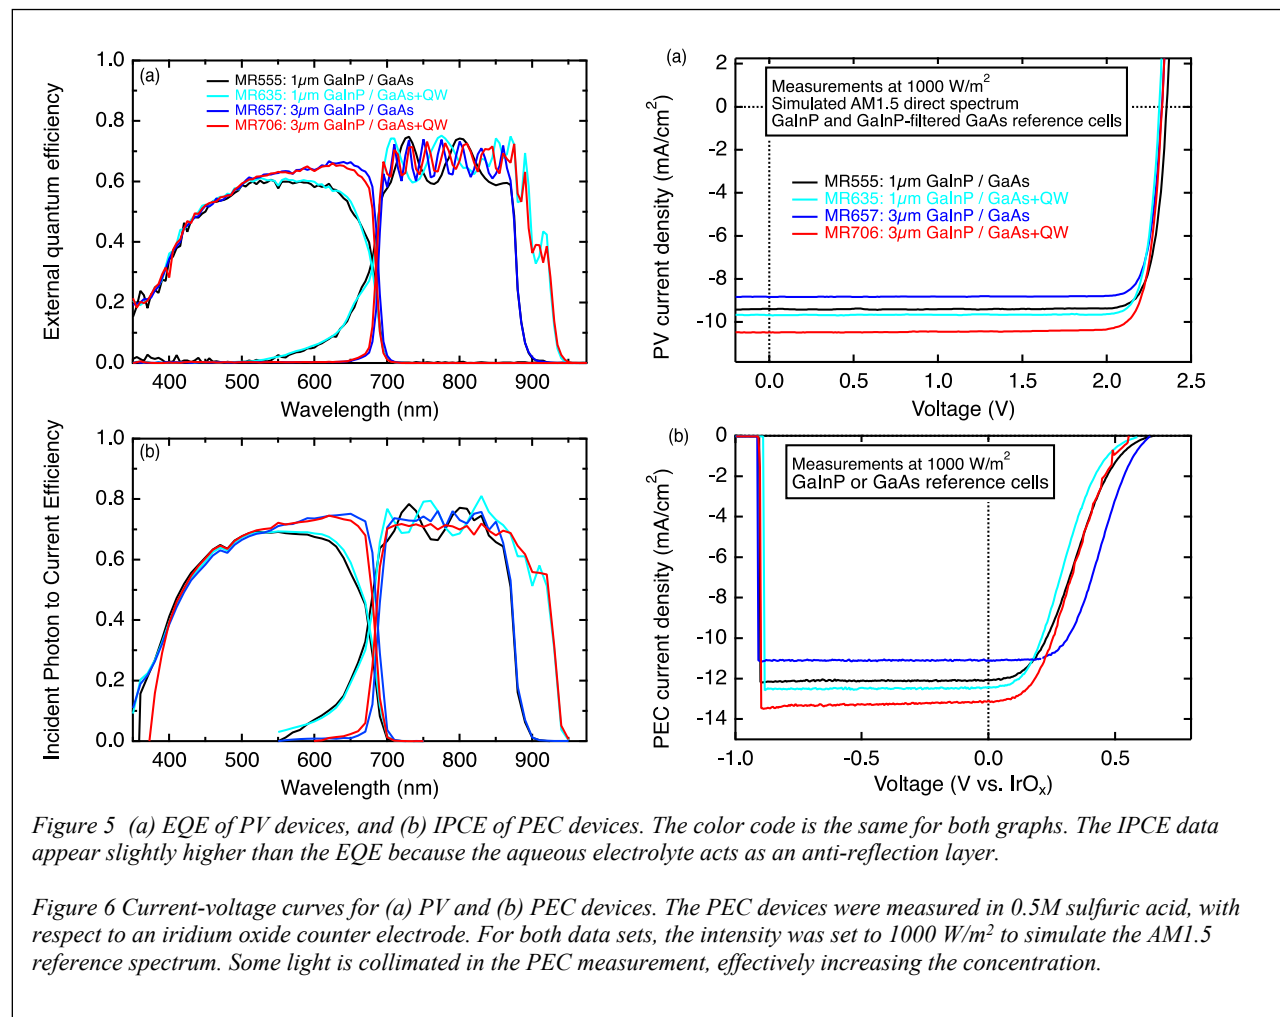 (a)
MR555: 1µm GaInP / GaAs
MR635: 1µm GaInP / GaAs+QW
MR657: 3µm GaInP / GaAs
MR706: 3µm GaInP / GaAs+QW
External quantum efficiency
1.0
0.8
0.6
0.4
0.2
0.0
400 500 600 700 800 900
Wavelength (nm)
(b)
Incident Photon to Current Efficiency
1.0
0.8
0.6
0.4
0.2
0.0
400 500 600 700 800 900
Wavelength (nm)
(a)
Measurements at 1000 W/m²
Simulated AM1.5 direct spectrum
GaInP and GaInP-filtered GaAs reference cells
MR555: 1µm GaInP / GaAs
MR635: 1µm GaInP / GaAs+QW
MR657: 3µm GaInP / GaAs
MR706: 3µm GaInP / GaAs+QW
PV current density (mA/cm²)
2
0
-2
-4
-6
-8
-10
0.0 0.5 1.0 1.5 2.0 2.5
Voltage (V)
(b)
Measurements at 1000 W/m²
GaInP or GaAs reference cells
PEC current density (mA/cm²)
0
-2
-4
-6
-8
-10
-12
-14
-1.0 -0.5 0.0 0.5
Voltage (V vs. IrOₓ)
Figure 5 (a) EQE of PV devices, and (b) IPCE of PEC devices. The color code is the same for both graphs. The IPCE data
appear slightly higher than the EQE because the aqueous electrolyte acts as an anti-reflection layer.
Figure 6 Current-voltage curves for (a) PV and (b) PEC devices. The PEC devices were measured in 0.5M sulfuric acid, with
respect to an iridium oxide counter electrode. For both data sets, the intensity was set to 1000 W/m² to simulate the AM1.5
reference spectrum. Some light is collimated in the PEC measurement, effectively increasing the concentration.